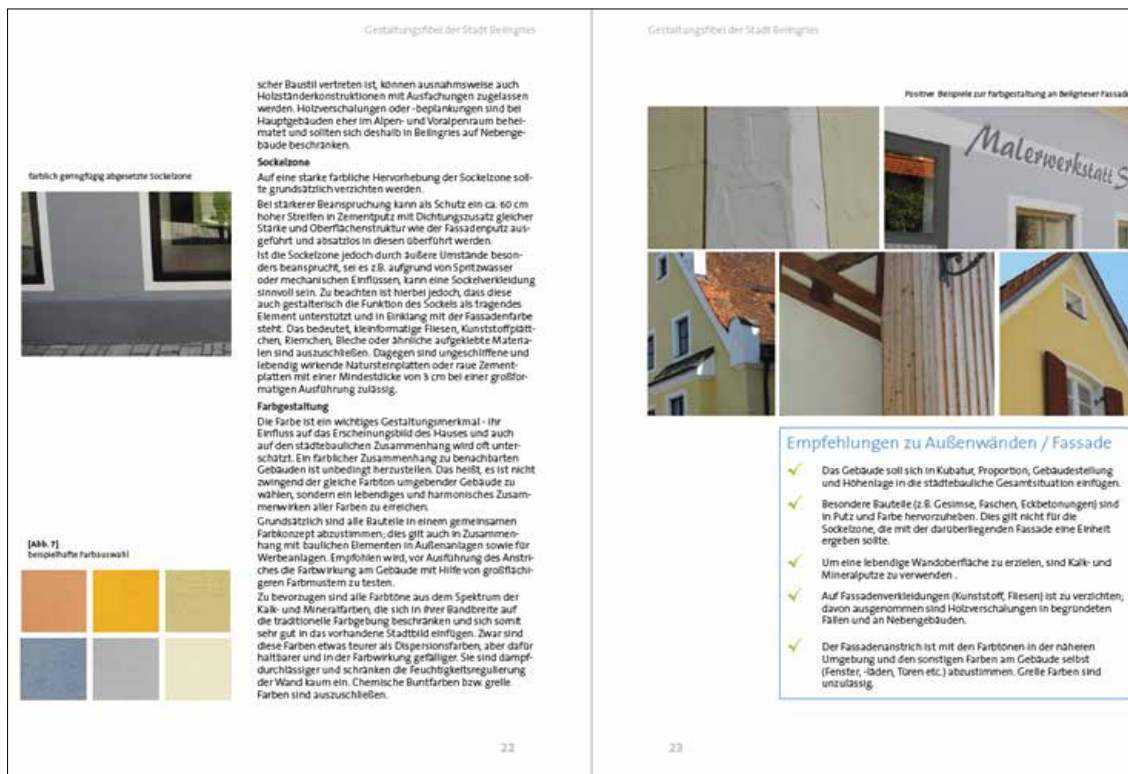 Gestaltungsfibel der Stadt Beilngries
scher Baustil vertreten ist, können ausnahmsweise auch
Holzständerkonstruktionen mit Ausfachungen zugelassen
werden. Holzverschalungen oder -beplankungen sind bei
Hauptgebäuden eher im Alpen- und Voralpenraum behei-
matet und sollten sich deshalb in Beilngries auf Nebenge-
bäude beschränken.
farblich geringfügig abgesetzte Sockelzone
Sockelzone
Auf eine starke farbliche Hervorhebung der Sockelzone soll-
te grundsätzlich verzichten werden.
Bei stärkerer Beanspruchung kann als Schutz ein ca. 60 cm
hoher Streifen in Zementputz mit Dichtungszusatz gleicher
Stärke und Oberflächenstruktur wie der Fassadenputz aus-
geführt und absatzlos in diesen überführt werden.
Ist die Sockelzone jedoch durch äußere Umstände beson-
ders beansprucht, sei es z.B. aufgrund von Spritzwasser
oder mechanischen Einflüssen, kann eine Sockelverkleidung
sinnvoll sein. Zu beachten ist hierbei jedoch, dass diese
auch gestalterisch die Funktion des Sockels als tragendes
Element unterstützt und in Einklang mit der Fassadenfarbe
steht. Das bedeutet, kleinformatige Fliesen, Kunststoffplätt-
chen, Riemchen, Bleche oder ähnliche aufgeklebte Materia-
len sind auszuschließen. Dagegen sind ungeschliffene und
lebendig wirkende Natursteinplatten oder raue Zement-
platten mit einer Mindestdicke von 3 cm bei einer großfor-
matigen Ausführung zulässig.
Farbgestaltung
Die Farbe ist ein wichtiges Gestaltungsmerkmal - ihr
Einfluss auf das Erscheinungsbild des Hauses und auch
auf den städtebaulichen Zusammenhang wird oft unter-
schätzt. Ein farblicher Zusammenhang zu benachbarten
Gebäuden ist unbedingt herzustellen. Das heißt, es ist nicht
zwingend der gleiche Farbton umgebender Gebäude zu
wählen, sondern ein lebendiges und harmonisches Zusam-
menwirken aller Farben zu erreichen.
Grundsätzlich sind alle Bauteile in einem gemeinsamen
Farbkonzept abzustimmen; dies gilt auch in Zusammen-
hang mit baulichen Elementen in Außenanlagen sowie für
Werbeanlagen. Empfohlen wird, vor Ausführung des Anstri-
ches die Farbwirkung am Gebäude mit Hilfe von großflächi-
geren Farbmustern zu testen.
[Abb. 7]
beispielhafte Farbauswahl
Zu bevorzugen sind alle Farbtöne aus dem Spektrum der
Kalk- und Mineralfarben, die sich in ihrer Bandbreite auf
die traditionelle Farbgebung beschränken und sich somit
sehr gut in das vorhandene Stadtbild einfügen. Zwar sind
diese Farben etwas teurer als Dispersionsfarben, aber dafür
haltbarer und in der Farbwirkung gefälliger. Sie sind dampf-
durchlässiger und schränken die Feuchtigkeitsregulierung
der Wand kaum ein. Chemische Buntfarben bzw. grelle
Farben sind auszuschließen.
22
Gestaltungsfibel der Stadt Beilngries
Positive Beispiele zur Farbgestaltung an Beilngrieser Fassade
Malerwerkstatt S
Empfehlungen zu Außenwänden / Fassade
Das Gebäude soll sich in Kubatur, Proportion, Gebäudestellung
und Höhenlage in die städtebauliche Gesamtsituation einfügen.
Besondere Bauteile (z.B. Gesimse, Faschen, Eckbetonungen) sind
in Putz und Farbe hervorzuheben. Dies gilt nicht für die
Sockelzone, die mit der darüberliegenden Fassade eine Einheit
ergeben sollte.
Um eine lebendige Wandoberfläche zu erzielen, sind Kalk- und
Mineralputze zu verwenden .
Auf Fassadenverkleidungen (Kunststoff, Fliesen) ist zu verzichten;
davon ausgenommen sind Holzverschalungen in begründeten
Fällen und an Nebengebäuden.
Der Fassadenanstrich ist mit den Farbtönen in der näheren
Umgebung und den sonstigen Farben am Gebäude selbst
(Fenster, -läden, Türen etc.) abzustimmen. Grelle Farben sind
unzulässig.
23